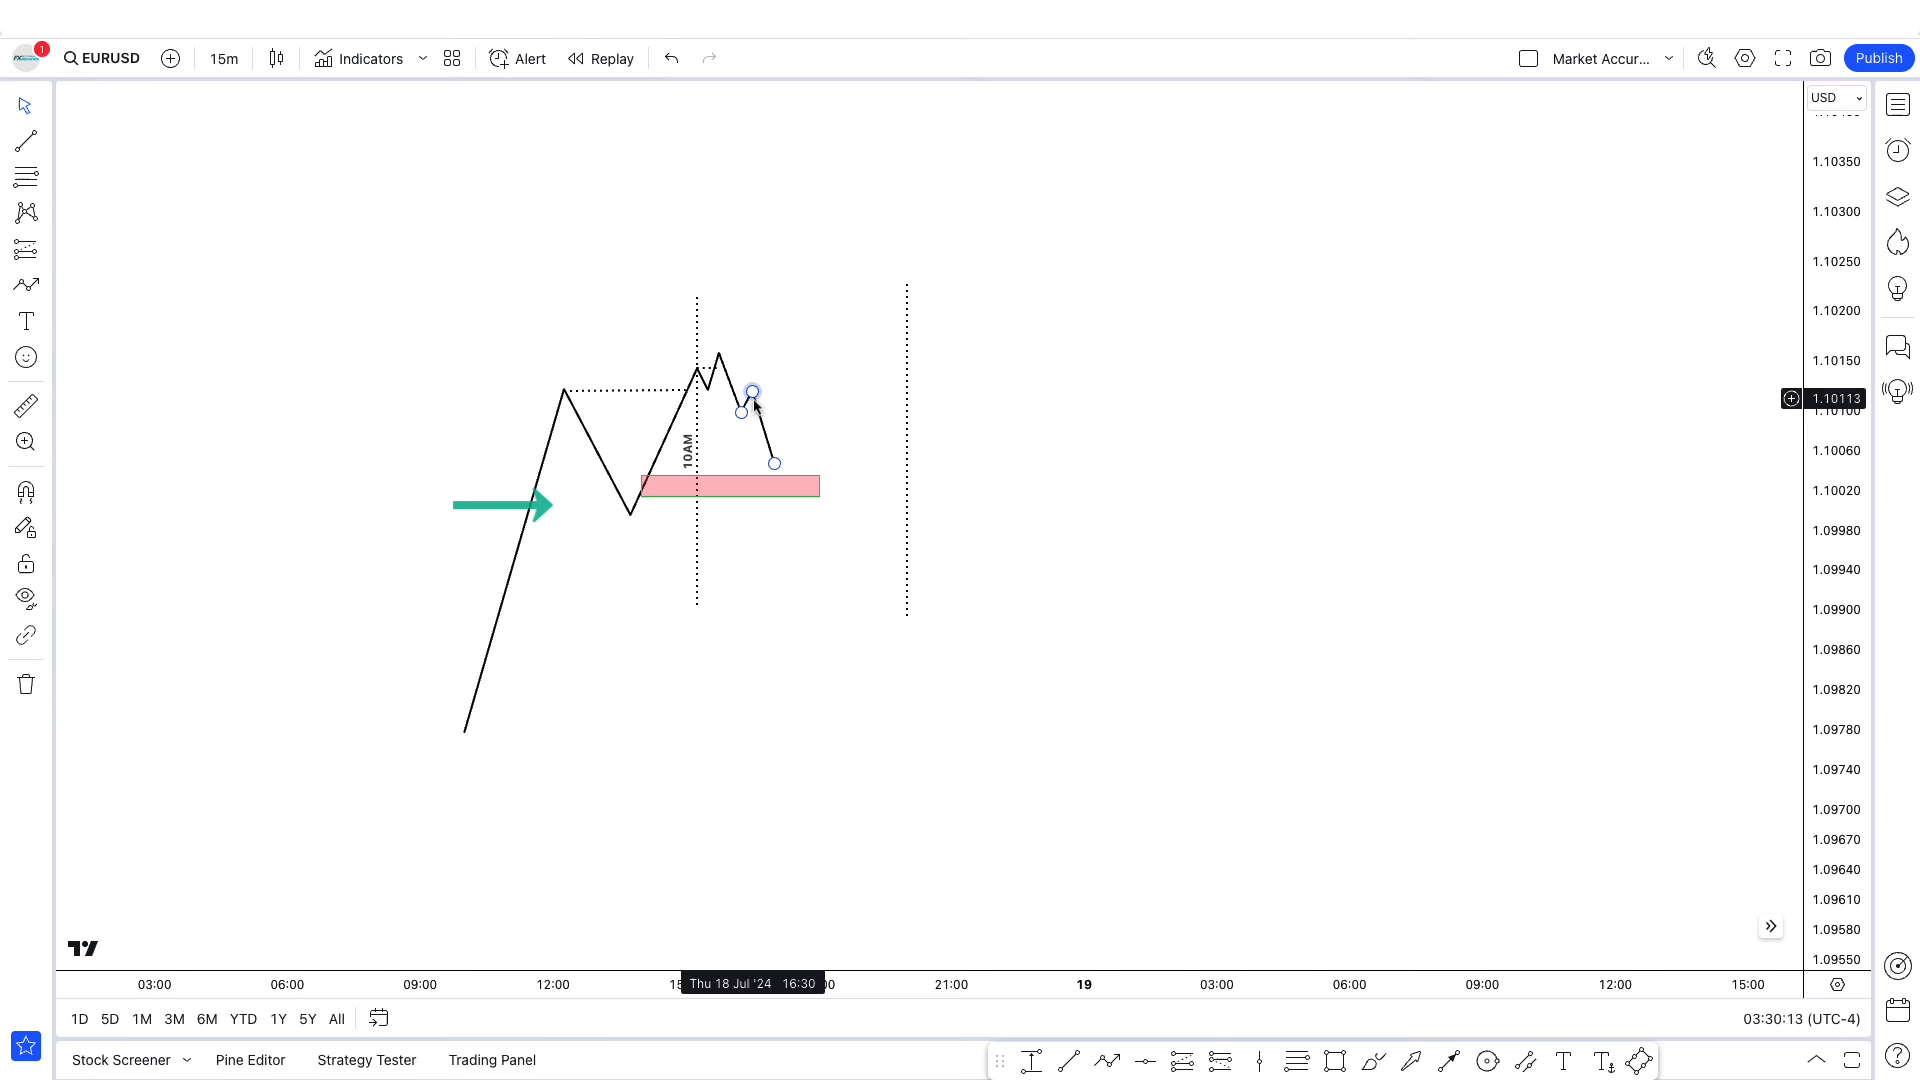 1
EURUSD
15m
Indicators
Alert
Replay
Market Accur...
Publish
USD
1.10350
1.10300
1.10250
1.10200
1.10150
1.10113
1.10100
1.10060
1.10020
1.09980
1.09940
1.09900
1.09860
1.09820
1.09780
1.09740
1.09700
1.09670
1.09640
1.09610
1.09580
1.09550
10AM
03:00
06:00
09:00
12:00
Thu 18 Jul '24 16:30
21:00
19
03:00
06:00
09:00
12:00
15:00
1D 5D 1M 3M 6M YTD 1Y 5Y All
03:30:13 (UTC-4)
Stock Screener
Pine Editor
Strategy Tester
Trading Panel